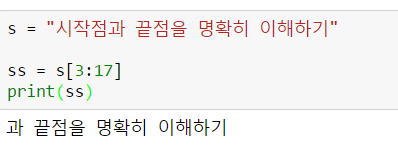 s = "시작점과 끝점을 명확히 이해하기"
ss = s[3:17]
print(ss)
과 끝점을 명확히 이해하기